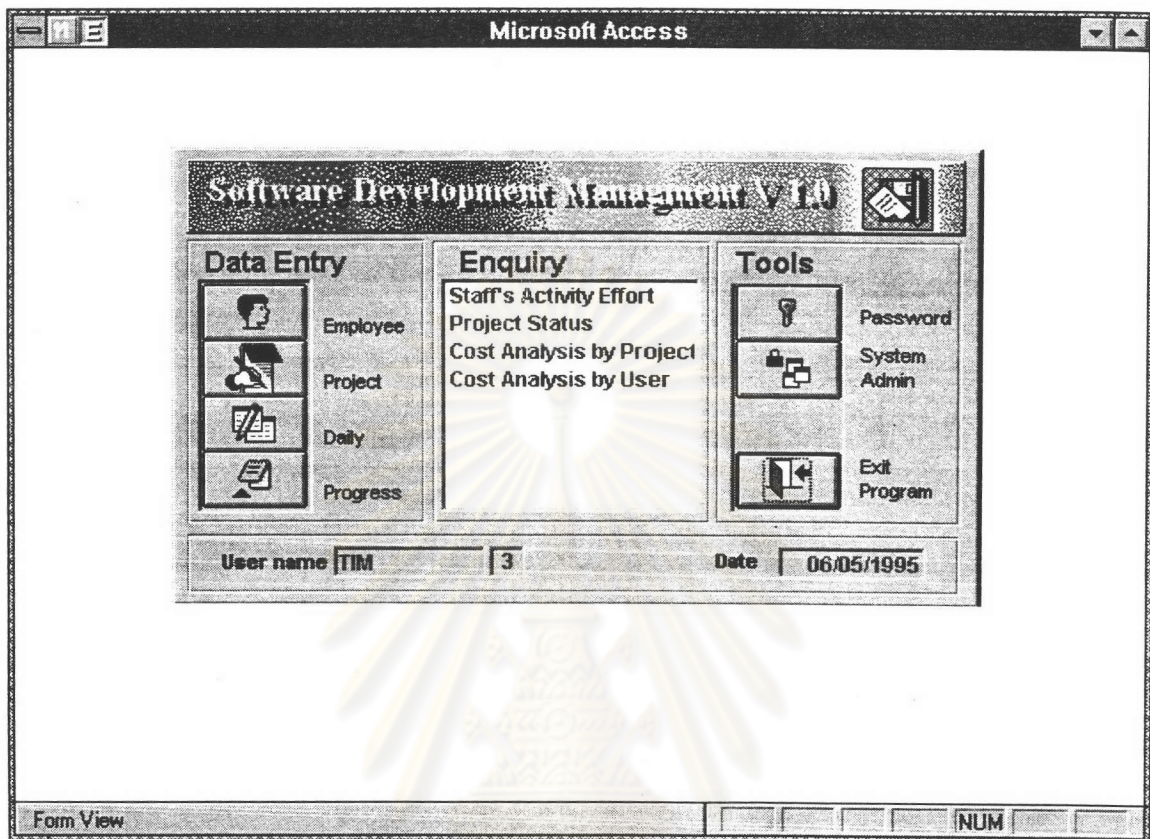 Microsoft Access
Software Development Managment V 1.0
Data Entry
Employee
Project
Daily
Progress
Enquiry
Staff's Activity Effort
Project Status
Cost Analysis by Project
Cost Analysis by User
Tools
Password
System
Admin
Exit
Program
User name TIM 3 Date 06/05/1995
Form View NUM